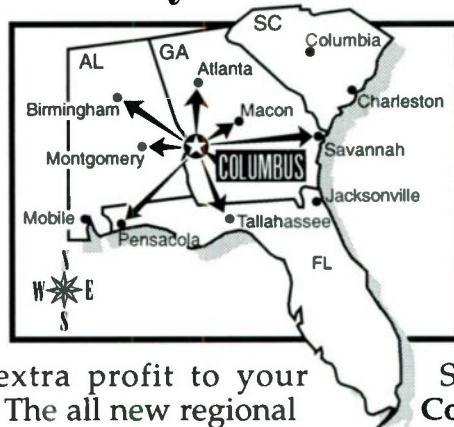 SC
Columbia
AL
GA
Atlanta
Birmingham
Macon
Charleston
Montgomery
COLUMBUS
Savannah
Mobile
Pensacola
Tallahassee
Jacksonville
FL
W E
S
extra profit to your
The all new regional